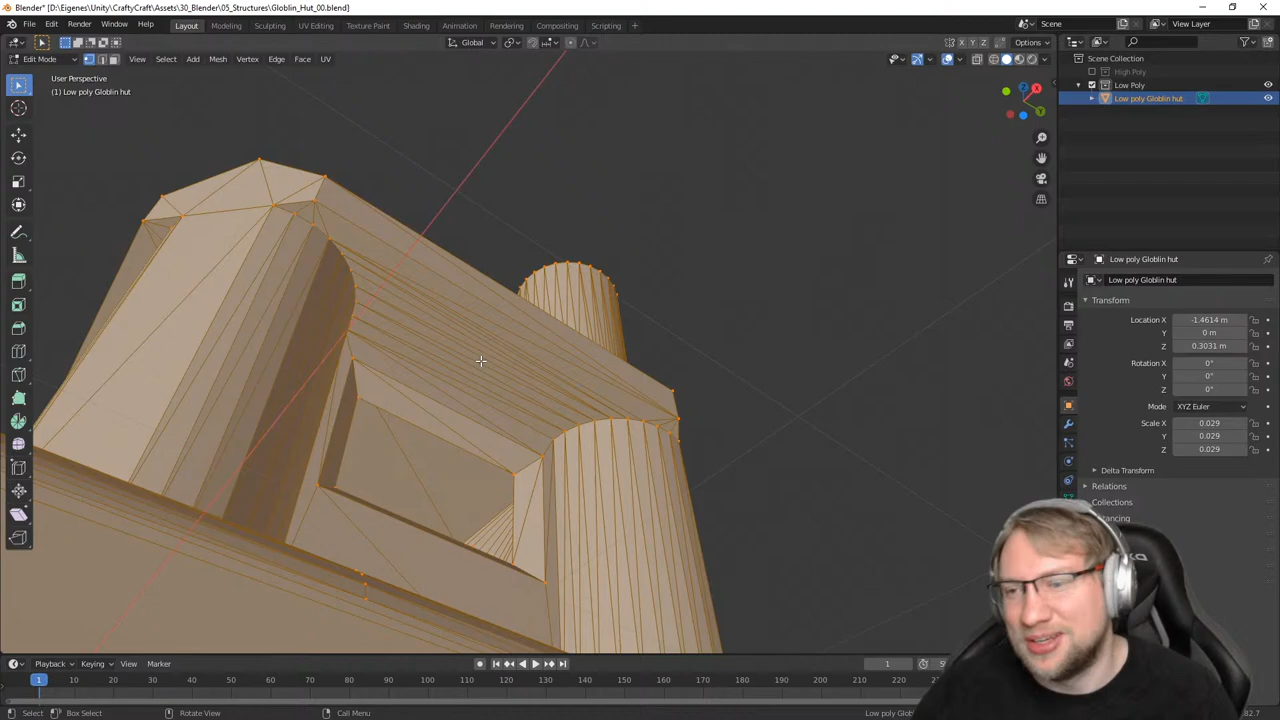 Blender* [D:\Eigenes\Unity\CraftyCraft\Assets\30_Blender\05_Structures\Globlin_Hut_00.blend]
File Edit Render Window Help Layout Modeling Sculpting UV Editing Texture Paint Shading Animation Rendering Compositing Scripting + Scene View Layer
Global X Y Z Options
Edit Mode View Select Add Mesh Vertex Edge Face UV
User Perspective
(1) Low poly Globlin hut
X
Y
Z
Scene Collection
High Poly
Low Poly
Low poly Globlin hut
Low poly Globlin hut
Low poly Globlin hut
Transform
Location X -1.4614 m
Y 0 m
Z 0.3031 m
Rotation X 0°
Y 0°
Z 0°
Mode XYZ Euler
Scale X 0.029
Y 0.029
Z 0.029
Delta Transform
Relations
Collections
Playback Keying View Marker 1
1 10 20 30 40 50 60 70 80 90 100 110 120 130 140 150 160 170 180 190 200 210 220
Select Box Select Rotate View Call Menu